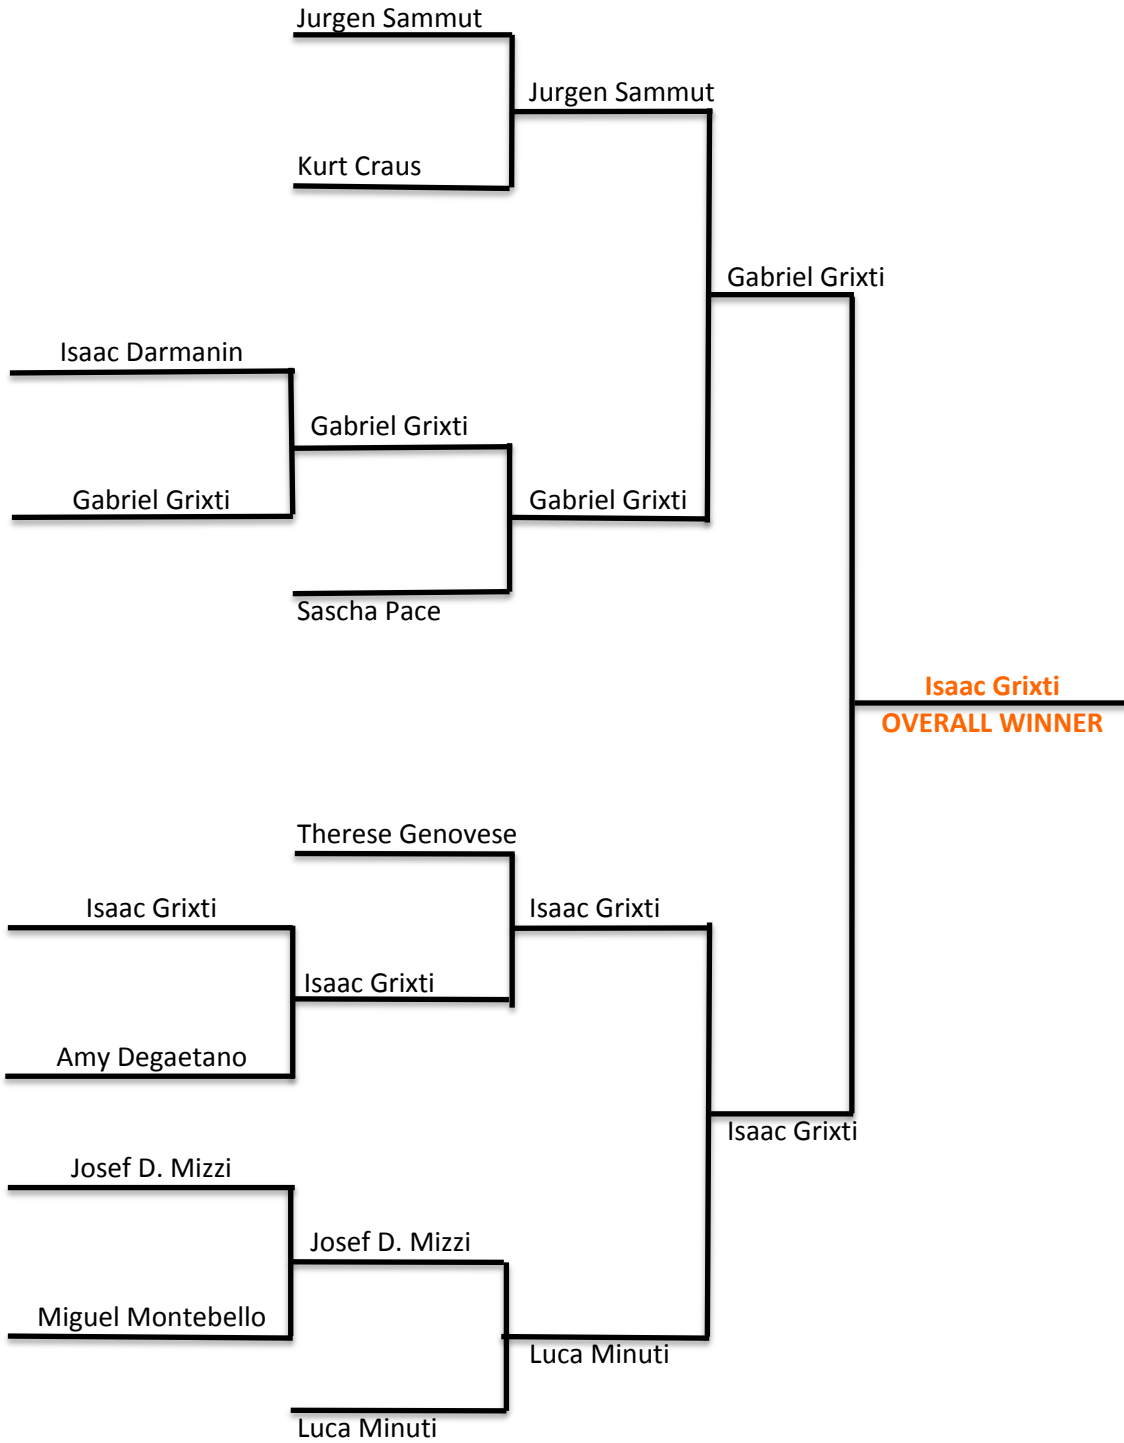 Jurgen Sammut
Jurgen Sammut
Kurt Craus
Gabriel Grixti
Isaac Darmanin
Gabriel Grixti
Gabriel Grixti
Gabriel Grixti
Sascha Pace
Isaac Grixti
OVERALL WINNER
Therese Genovese
Isaac Grixti
Isaac Grixti
Isaac Grixti
Amy Degaetano
Isaac Grixti
Josef D. Mizzi
Josef D. Mizzi
Miguel Montebello
Luca Minuti
Luca Minuti